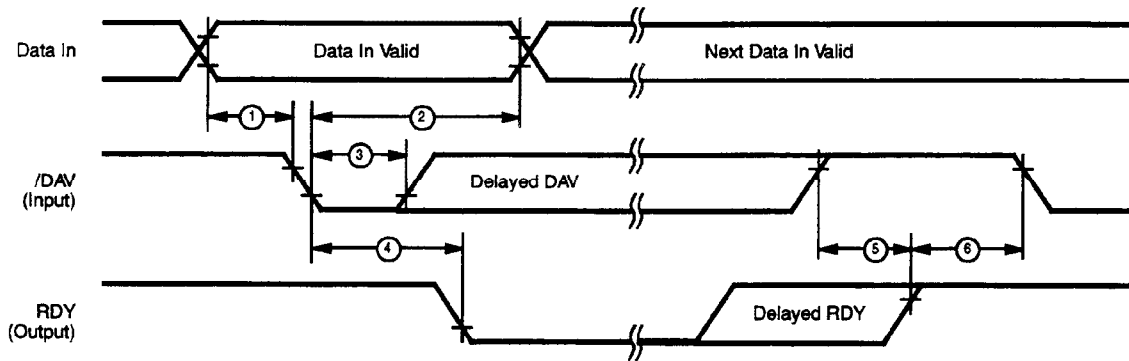 Data In
Data In Valid
Next Data In Valid
1
2
3
/DAV
(Input)
Delayed DAV
4
5
6
RDY
(Output)
Delayed RDY